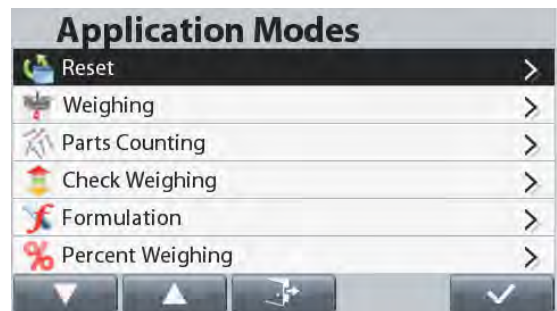 Application Modes
Reset
Weighing
Parts Counting
Check Weighing
Formulation
Percent Weighing